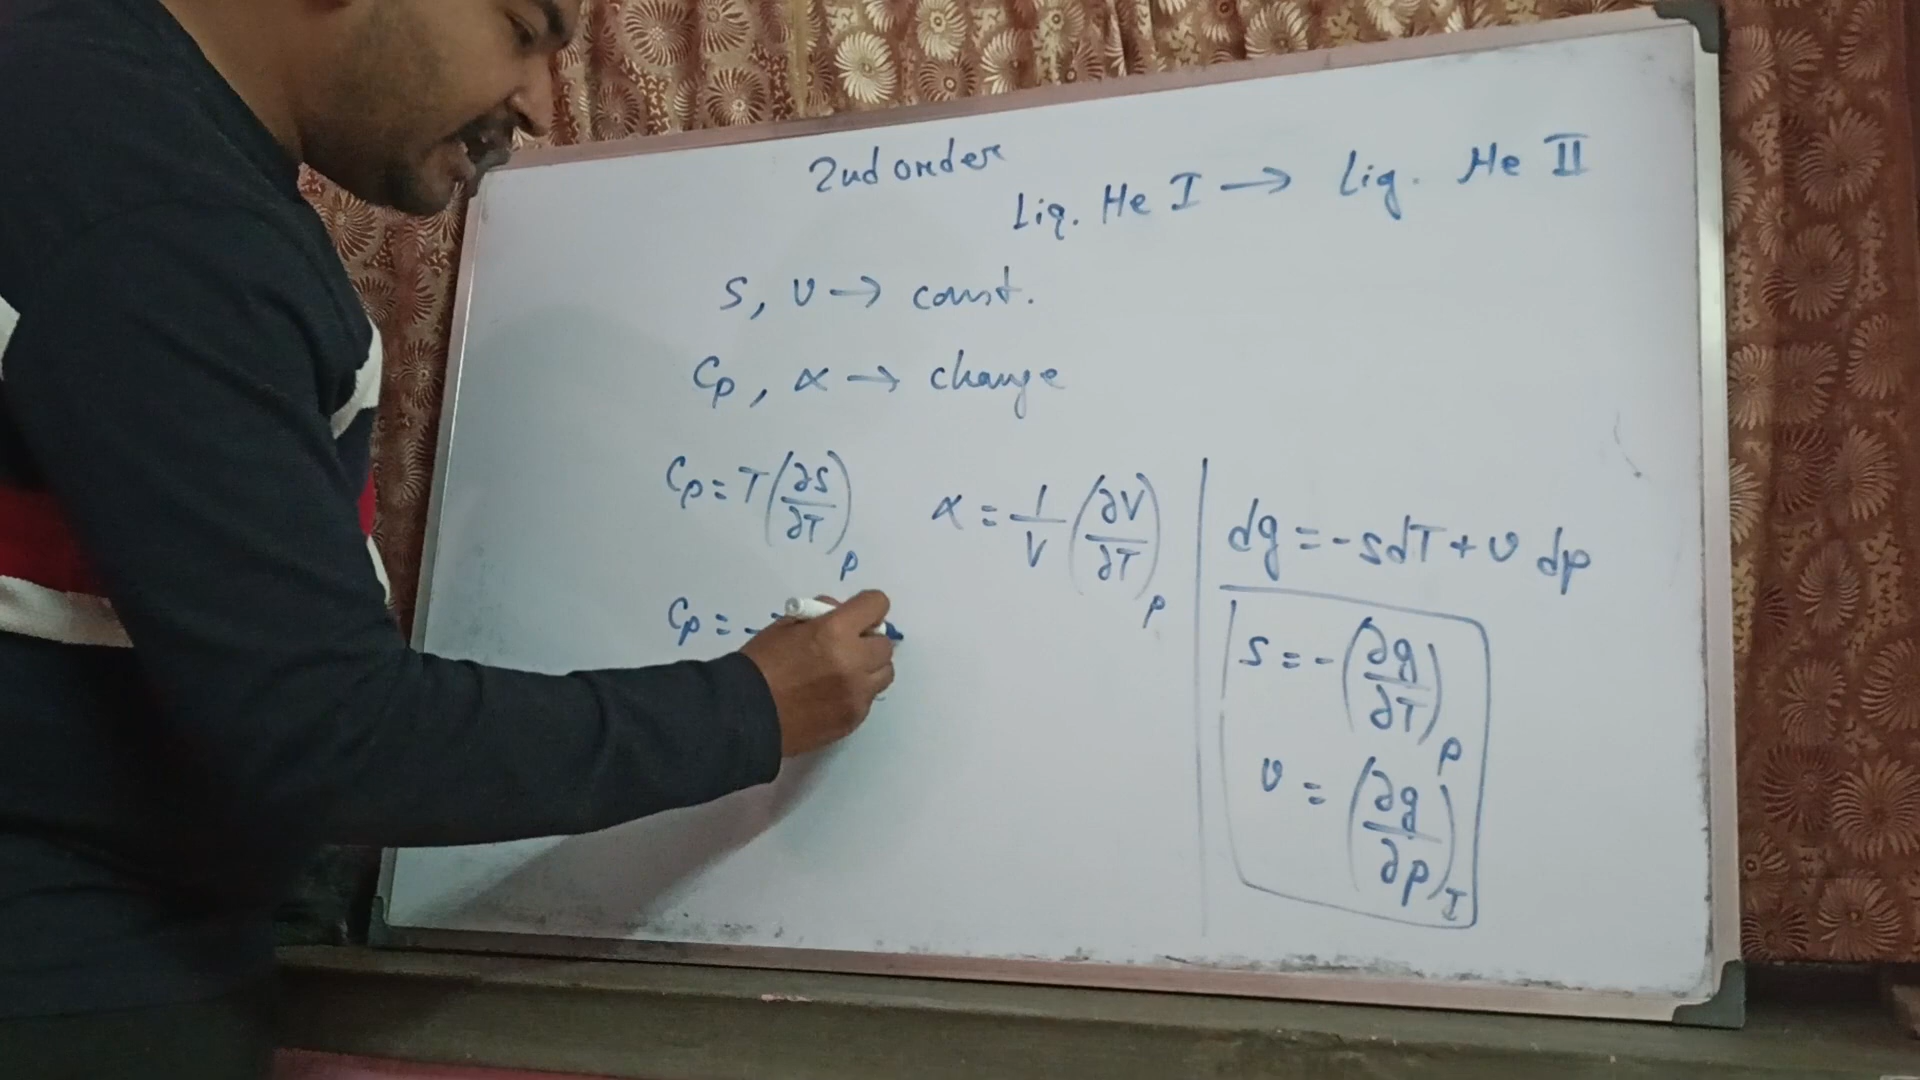 2nd order
Liq. He I → Liq. He II
S, v → const.
Cp, α → change
Cp = T(∂S/∂T)p
α = 1/V (∂V/∂T)p
Cp = -
dg = -sdT + v dp
s = -(∂g/∂T)p
v = (∂g/∂p)T